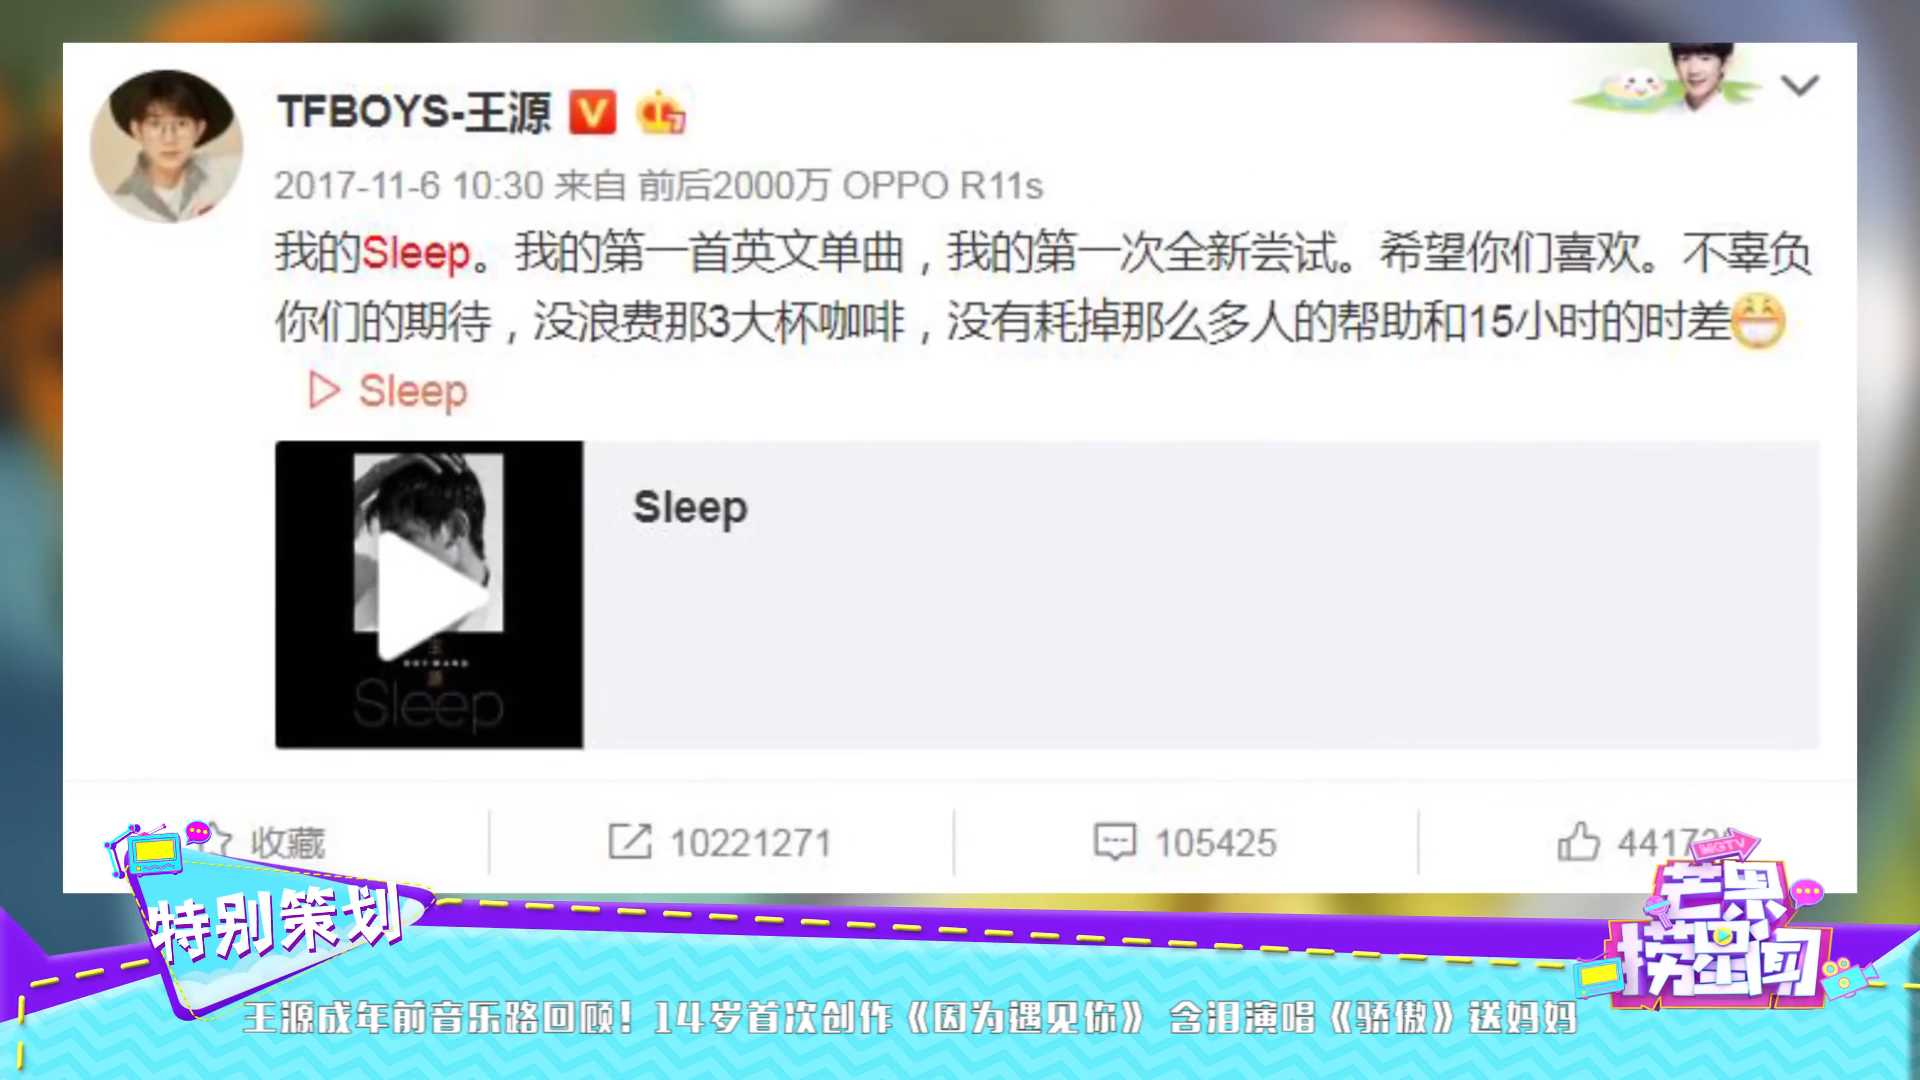 TFBOYS-王源
2017-11-6 10:30 来自 前后2000万 OPPO R11s
我的Sleep。我的第一首英文单曲，我的第一次全新尝试。希望你们喜欢。不辜负
你们的期待，没浪费那3大杯咖啡，没有耗掉那么多人的帮助和15小时的时差
Sleep
Sleep
Sleep
收藏
10221271
105425
MGTV
芒果
捞星闻
特别策划
王源成年前音乐路回顾！14岁首次创作《因为遇见你》 含泪演唱《骄傲》送妈妈